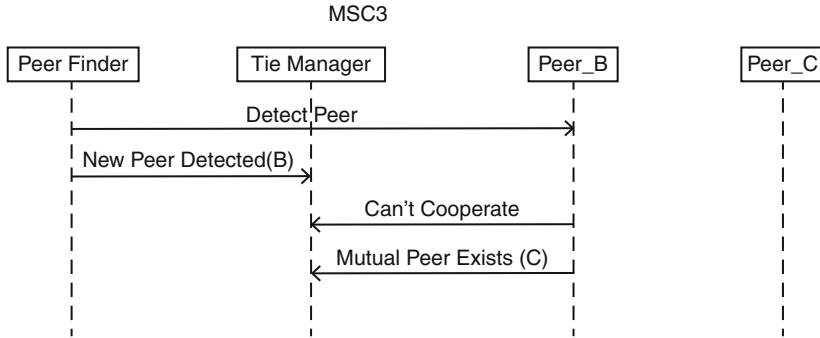 MSC3
Peer Finder Tie Manager Peer_B Peer_C
Detect Peer
New Peer Detected(B)
Can't Cooperate
Mutual Peer Exists (C)